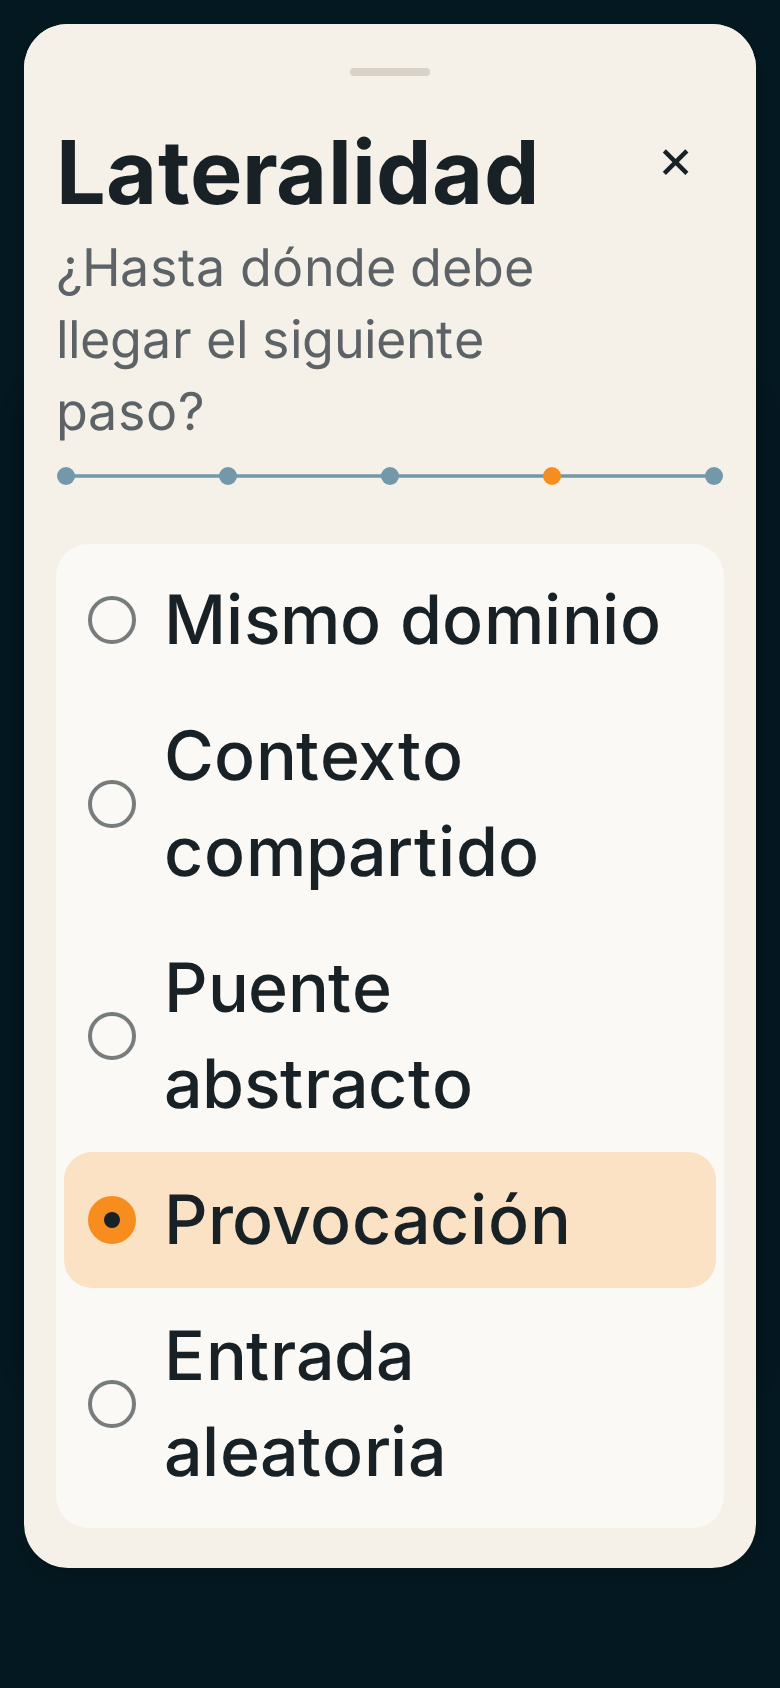 Lateralidad
¿Hasta dónde debe
llegar el siguiente
paso?
Mismo dominio
Contexto
compartido
Puente
abstracto
Provocación
Entrada
aleatoria